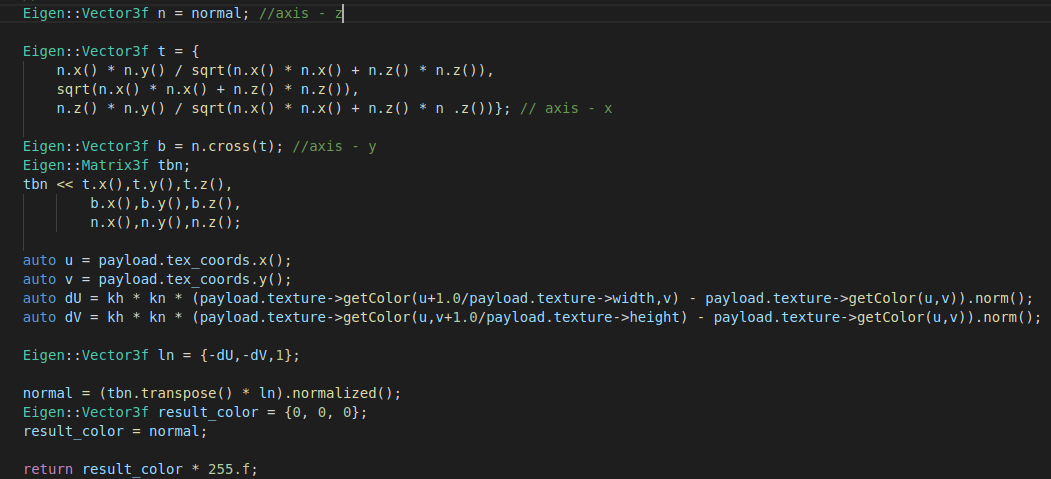 Eigen::Vector3f n = normal; //axis - z
Eigen::Vector3f t = {
n.x() * n.y() / sqrt(n.x() * n.x() + n.z() * n.z()),
sqrt(n.x() * n.x() + n.z() * n.z()),
n.z() * n.y() / sqrt(n.x() * n.x() + n.z() * n .z())}; // axis - x
Eigen::Vector3f b = n.cross(t); //axis - y
Eigen::Matrix3f tbn;
tbn << t.x(),t.y(),t.z(),
b.x(),b.y(),b.z(),
n.x(),n.y(),n.z();
auto u = payload.tex_coords.x();
auto v = payload.tex_coords.y();
auto dU = kh * kn * (payload.texture->getColor(u+1.0/payload.texture->width,v) - payload.texture->getColor(u,v)).norm();
auto dV = kh * kn * (payload.texture->getColor(u,v+1.0/payload.texture->height) - payload.texture->getColor(u,v)).norm();
Eigen::Vector3f ln = {-dU,-dV,1};
normal = (tbn.transpose() * ln).normalized();
Eigen::Vector3f result_color = {0, 0, 0};
result_color = normal;
return result_color * 255.f;